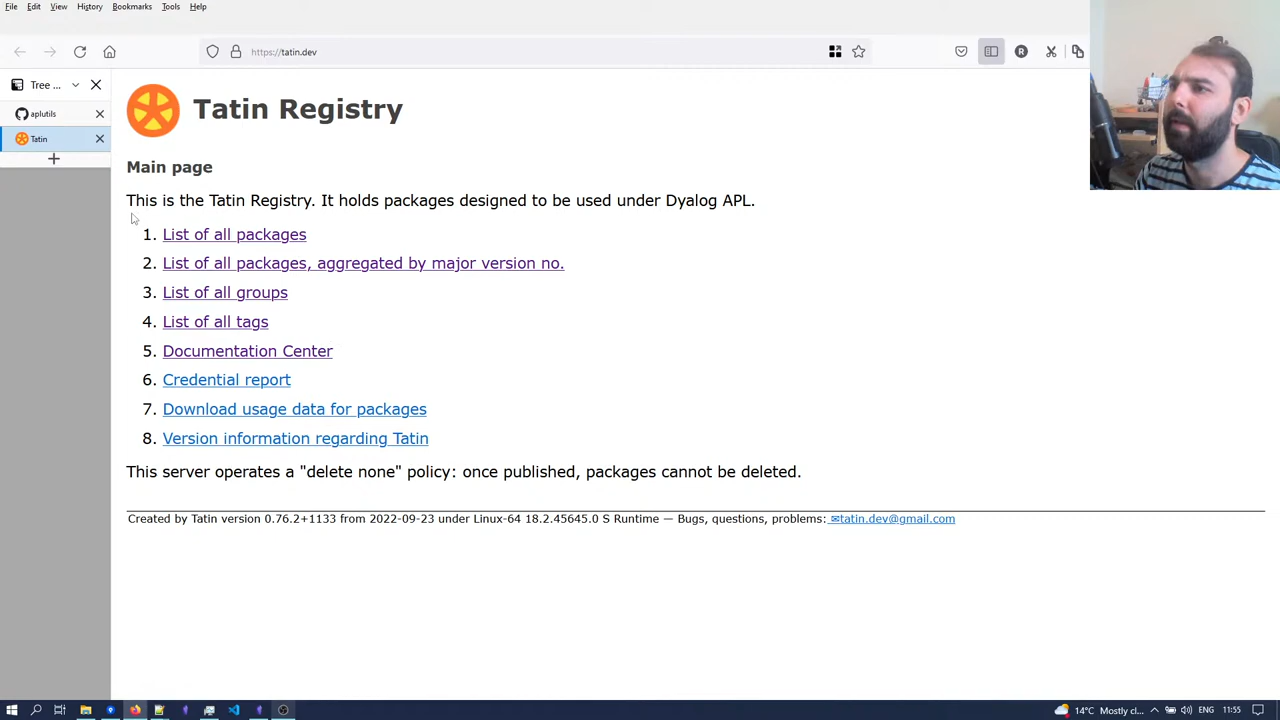 File Edit View History Bookmarks Tools Help
https://tatin.dev
Tree ...
aplutils
Tatin
Tatin Registry
Main page
This is the Tatin Registry. It holds packages designed to be used under Dyalog APL.
1. List of all packages
2. List of all packages, aggregated by major version no.
3. List of all groups
4. List of all tags
5. Documentation Center
6. Credential report
7. Download usage data for packages
8. Version information regarding Tatin
This server operates a "delete none" policy: once published, packages cannot be deleted.
Created by Tatin version 0.76.2+1133 from 2022-09-23 under Linux-64 18.2.45645.0 S Runtime — Bugs, questions, problems: ✉tatin.dev@gmail.com
14°C Mostly cl... ENG 11:55